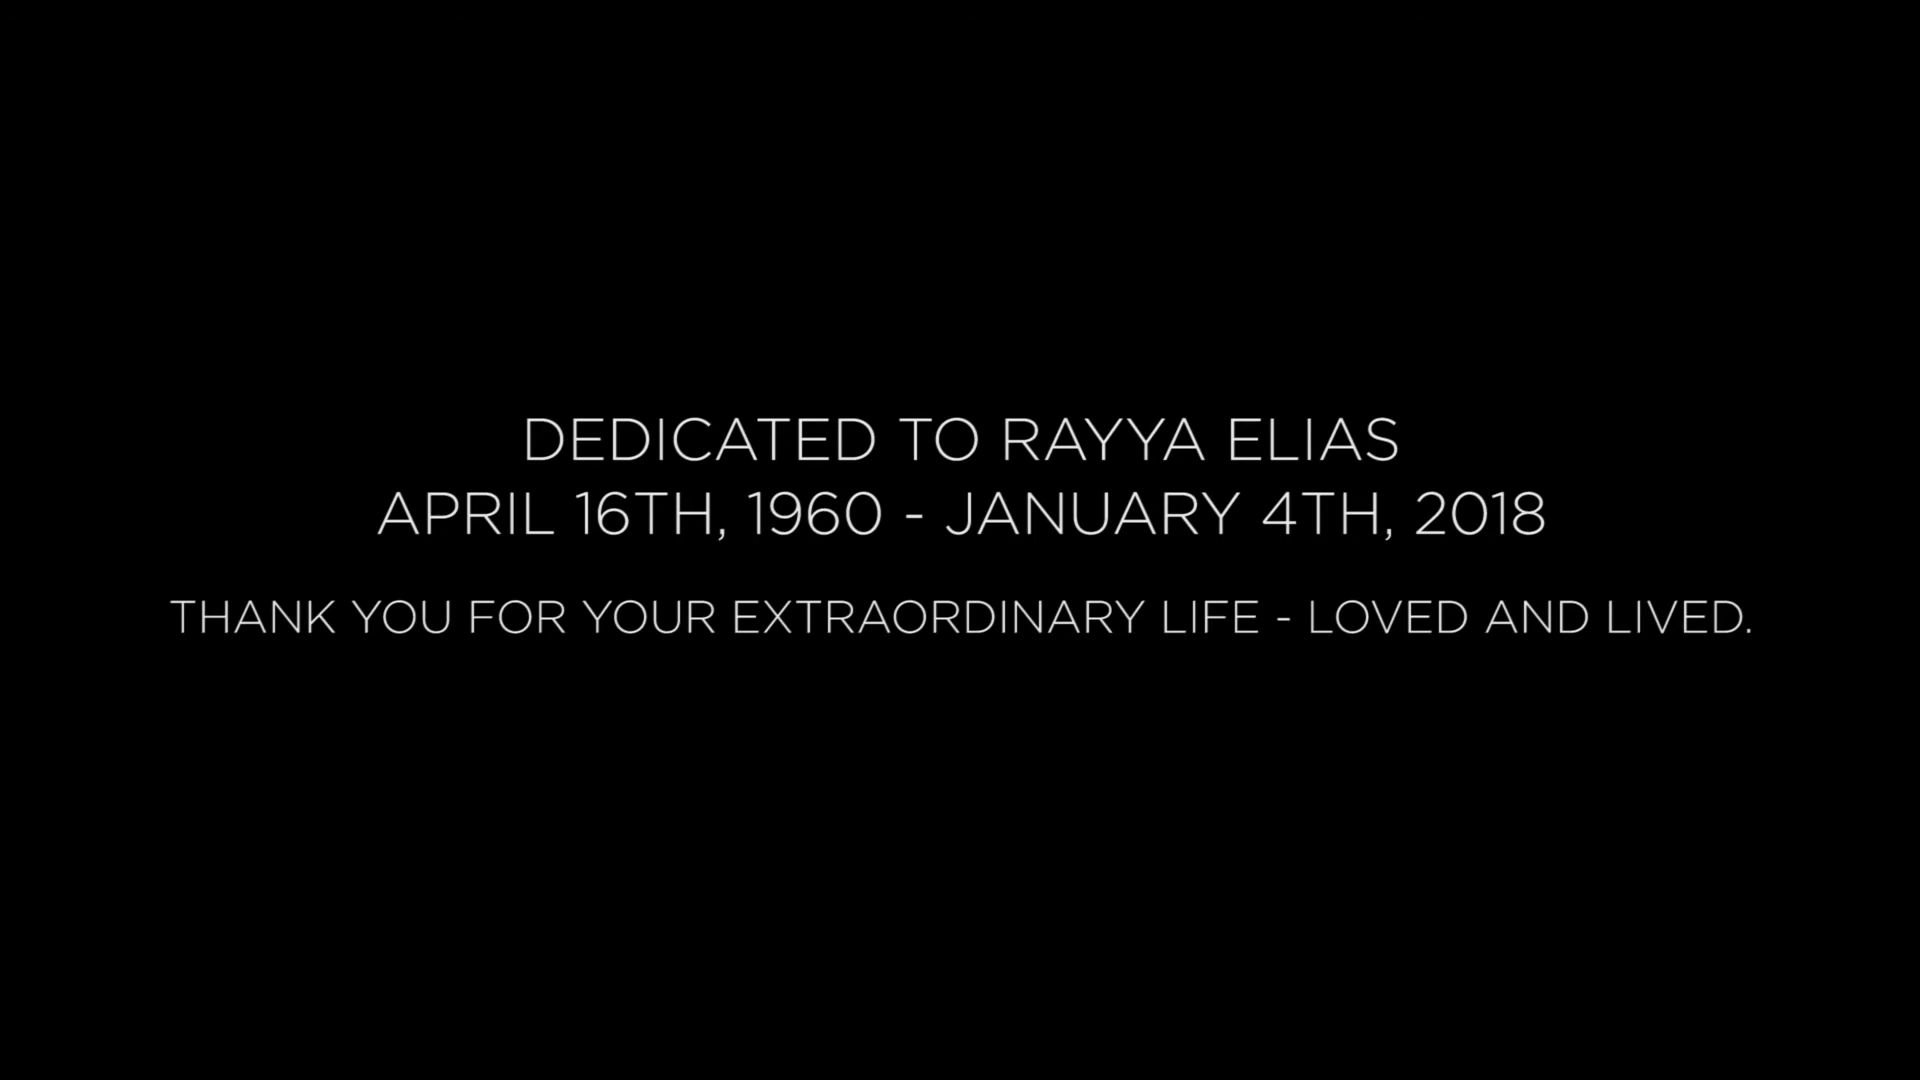 DEDICATED TO RAYYA ELIAS
APRIL 16TH, 1960 - JANUARY 4TH, 2018
THANK YOU FOR YOUR EXTRAORDINARY LIFE - LOVED AND LIVED.